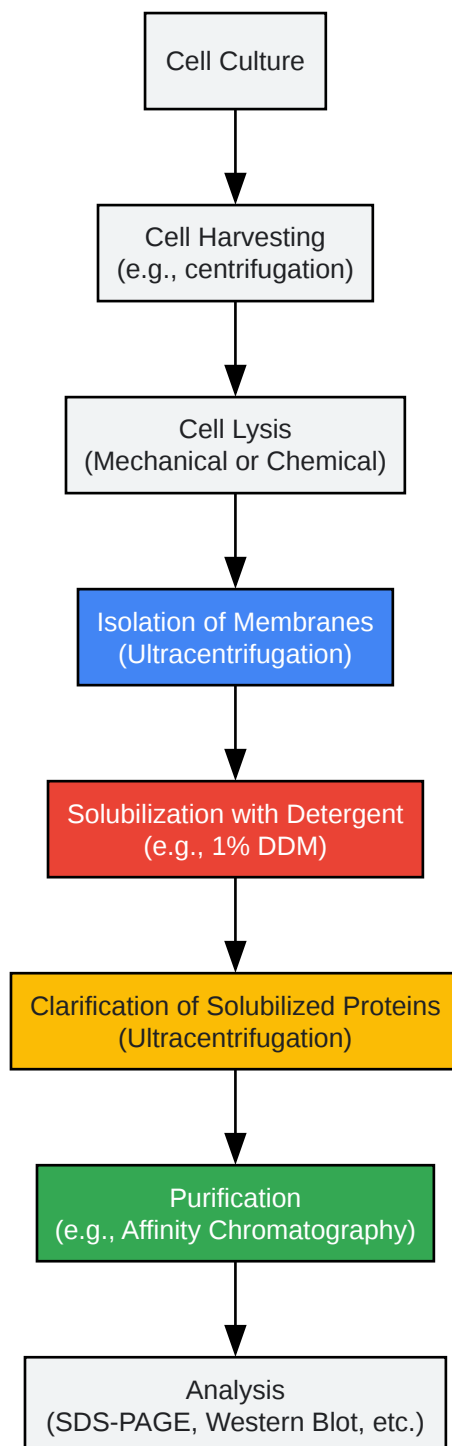 Cell Culture
Cell Harvesting
(e.g., centrifugation)
Cell Lysis
(Mechanical or Chemical)
Isolation of Membranes
(Ultracentrifugation)
Solubilization with Detergent
(e.g., 1% DDM)
Clarification of Solubilized Proteins
(Ultracentrifugation)
Purification
(e.g., Affinity Chromatography)
Analysis
(SDS-PAGE, Western Blot, etc.)